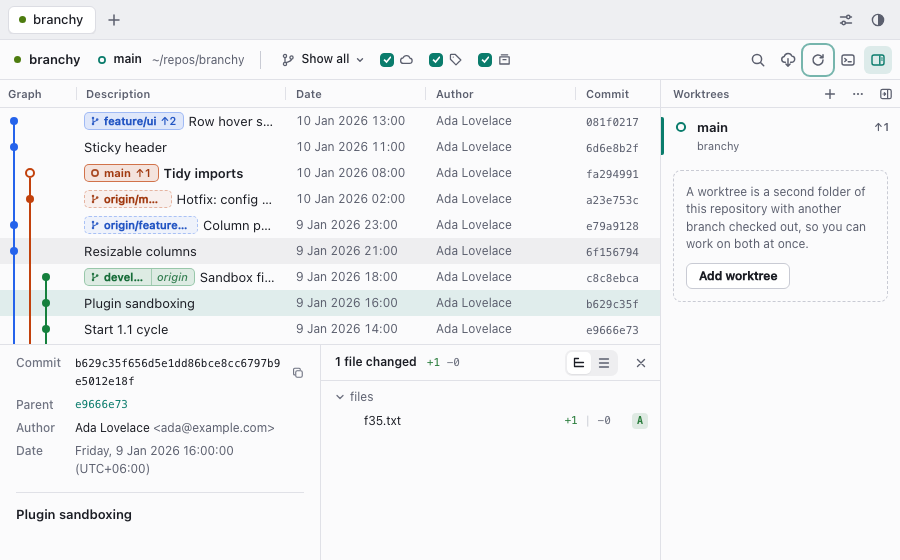 branchy
branchy main ~/repos/branchy Show all
Graph Description Date Author Commit
feature/ui ↑2 Row hover s... 10 Jan 2026 13:00 Ada Lovelace 081f0217
Sticky header 10 Jan 2026 11:00 Ada Lovelace 6d6e8b2f
main ↑1 Tidy imports 10 Jan 2026 08:00 Ada Lovelace fa294991
origin/m... Hotfix: config ... 10 Jan 2026 02:00 Ada Lovelace a23e753c
origin/feature... Column p... 9 Jan 2026 23:00 Ada Lovelace e79a9128
Resizable columns 9 Jan 2026 21:00 Ada Lovelace 6f156794
devel... origin Sandbox fi... 9 Jan 2026 18:00 Ada Lovelace c8c8ebca
Plugin sandboxing 9 Jan 2026 16:00 Ada Lovelace b629c35f
Start 1.1 cycle 9 Jan 2026 14:00 Ada Lovelace e9666e73
Worktrees
main ↑1
branchy
A worktree is a second folder of
this repository with another
branch checked out, so you can
work on both at once.
Add worktree
Commit b629c35f656d5e1dd86bce8cc6797b9
e5012e18f
Parent e9666e73
Author Ada Lovelace <ada@example.com>
Date Friday, 9 Jan 2026 16:00:00
(UTC+06:00)
Plugin sandboxing
1 file changed +1 −0
files
f35.txt +1 | −0 A